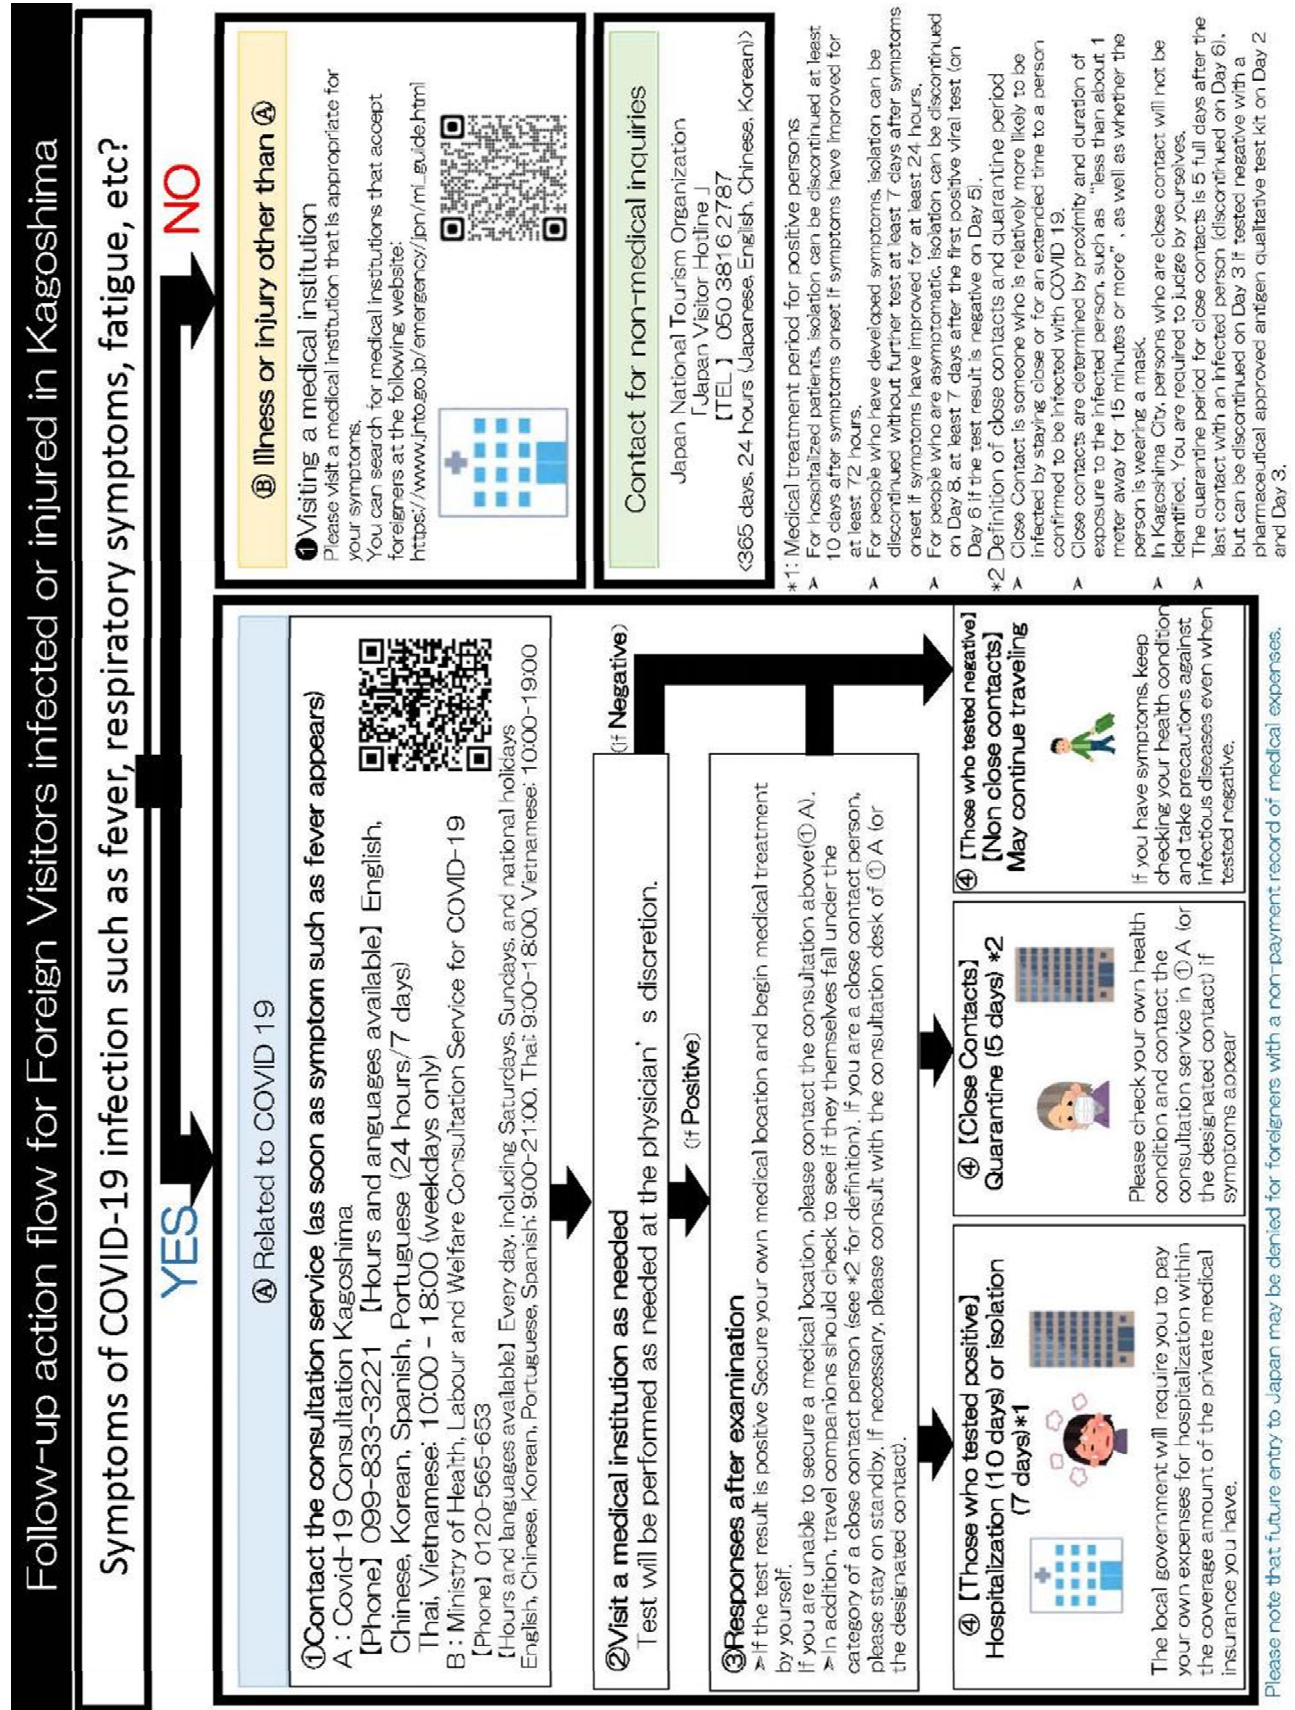 Follow-up action flow for Foreign Visitors infected or injured in Kagoshima
Symptoms of COVID-19 infection such as fever, respiratory symptoms, fatigue, etc?
YES
NO
Ⓐ Related to COVID 19
①Contact the consultation service (as soon as symptom such as fever appears)
A : Covid-19 Consultation Kagoshima
【Phone】099-833-3221 【Hours and anguages available】English,
Chinese, Korean, Spanish, Portuguese (24 hours/7 days)
Thai, Vietnamese: 10:00 - 18:00 (weekdays only)
B : Ministry of Health, Labour and Welfare Consultation Service for COVID-19
【Phone】0120-565-653
【Hours and languages available】Every day, including Saturdays, Sundays, and national holidays
English, Chinese, Korean, Portuguese, Spanish: 9:00-21:00, Thai: 9:00-18:00, Vietnamese: 10:00-19:00
②Visit a medical institution as needed
Test will be performed as needed at the physician' s discretion.
(if Negative)
(if Positive)
③Responses after examination
➢If the test result is positive Secure your own medical location and begin medical treatment
by yourself.
If you are unable to secure a medical location, please contact the consultation above(① A).
➢In addition, travel companions should check to see if they themselves fall under the
category of a close contact person (see *2 for definition). If you are a close contact person,
please stay on standby. If necessary, please consult with the consultation desk of ① A (or
the designated contact).
④【Those who tested positive】
Hospitalization (10 days) or isolation
(7 days)*1
The local government will require you to pay
your own expenses for hospitalization within
the coverage amount of the private medical
insurance you have.
④【Close Contacts】
Quarantine (5 days) *2
Please check your own health
condition and contact the
consultation service in ① A (or
the designated contact) if
symptoms appear
④【Those who tested negative】
【Non close contacts】
May continue traveling
If you have symptoms, keep
checking your health condition
and take precautions against
infectious diseases even when
tested negative.
Ⓑ Illness or injury other than Ⓐ
❶Visiting a medical institution
Please visit a medical institution that is appropriate for
your symptoms.
You can search for medical institutions that accept
foreigners at the following website:
https://www.jnto.go.jp/emergency/jpn/mi_guide.html
Contact for non-medical inquiries
Japan National Tourism Organization
「Japan Visitor Hotline」
【TEL】 050 3816 2787
<365 days, 24 hours (Japanese, English, Chinese, Korean)>
*1: Medical treatment period for positive persons
➢ For hospitalized patients, isolation can be discontinued at least
10 days after symptoms onset if symptoms have improved for
at least 72 hours.
➢ For people who have developed symptoms, isolation can be
discontinued without further test at least 7 days after symptoms
onset if symptoms have improved for at least 24 hours.
➢ For people who are asymptomatic, isolation can be discontinued
on Day 8, at least 7 days after the first positive viral test (on
Day 6 if the test result is negative on Day 5).
*2 Definition of close contacts and quarantine period
➢ Close Contact is someone who is relatively more likely to be
infected by staying close or for an extended time to a person
confirmed to be infected with COVID 19.
➢ Close contacts are determined by proximity and duration of
exposure to the infected person, such as "less than about 1
meter away for 15 minutes or more" , as well as whether the
person is wearing a mask.
➢ In Kagoshima City, persons who are close contact will not be
identified. You are required to judge by yourselves.
➢ The quarantine period for close contacts is 5 full days after the
last contact with an infected person (discontinued on Day 6),
but can be discontinued on Day 3 if tested negative with a
pharmaceutical approved antigen qualitative test kit on Day 2
and Day 3.
Please note that future entry to Japan may be denied for foreigners with a non-payment record of medical expenses.